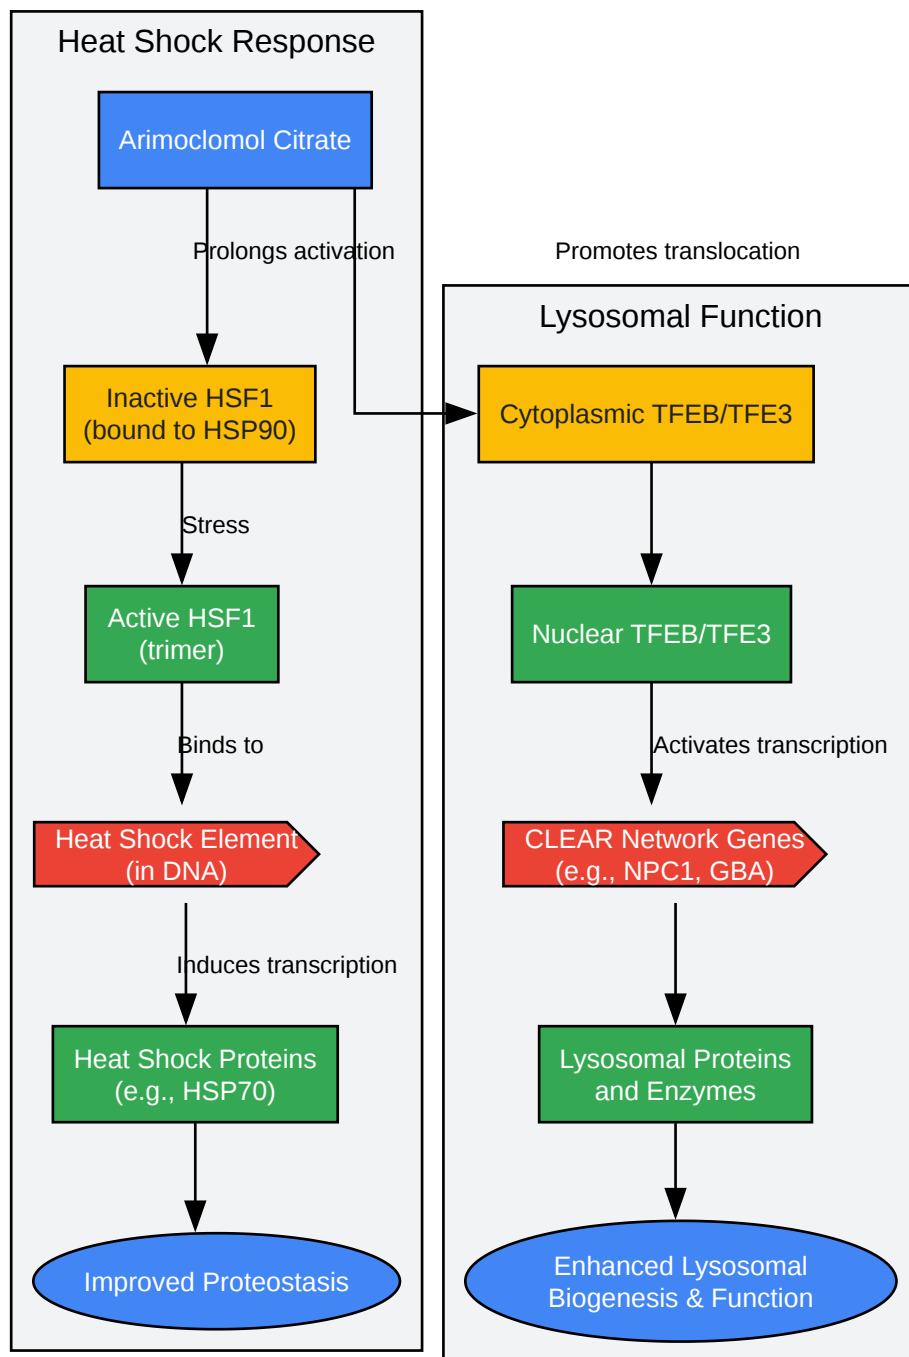 Heat Shock Response
Arimoclomol Citrate
Prolongs activation
Inactive HSF1
(bound to HSP90)
Stress
Active HSF1
(trimer)
Binds to
Heat Shock Element
(in DNA)
Induces transcription
Heat Shock Proteins
(e.g., HSP70)
Improved Proteostasis
Promotes translocation
Lysosomal Function
Cytoplasmic TFEB/TFE3
Nuclear TFEB/TFE3
Activates transcription
CLEAR Network Genes
(e.g., NPC1, GBA)
Lysosomal Proteins
and Enzymes
Enhanced Lysosomal
Biogenesis & Function